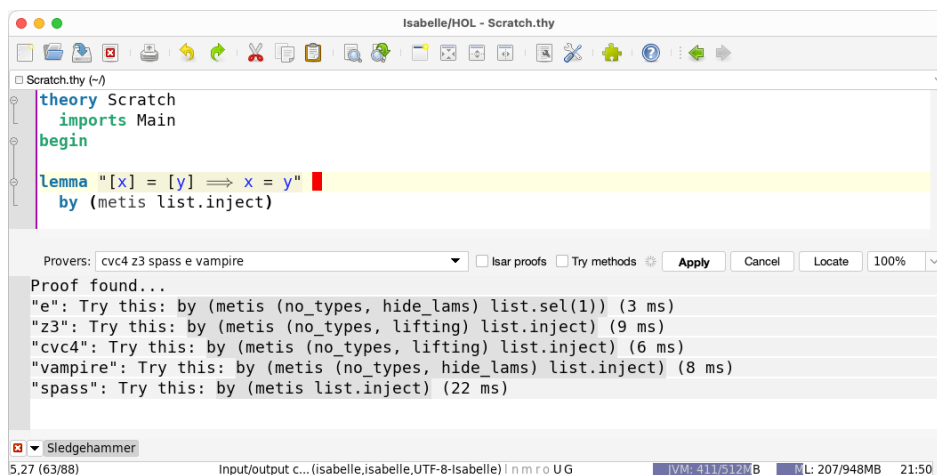 Isabelle/HOL - Scratch.thy
Scratch.thy (~/)
theory Scratch
imports Main
begin
lemma "[x] = [y] ⟹ x = y"
by (metis list.inject)
Provers: cvc4 z3 spass e vampire Isar proofs Try methods Apply Cancel Locate 100%
Proof found...
"e": Try this: by (metis (no_types, hide_lams) list.sel(1)) (3 ms)
"z3": Try this: by (metis (no_types, lifting) list.inject) (9 ms)
"cvc4": Try this: by (metis (no_types, lifting) list.inject) (6 ms)
"vampire": Try this: by (metis (no_types, hide_lams) list.inject) (8 ms)
"spass": Try this: by (metis list.inject) (22 ms)
Sledgehammer
5,27 (63/88) Input/output c... (isabelle,isabelle,UTF-8-Isabelle) | n m r o U G JVM: 411/512MB ML: 207/948MB 21:50